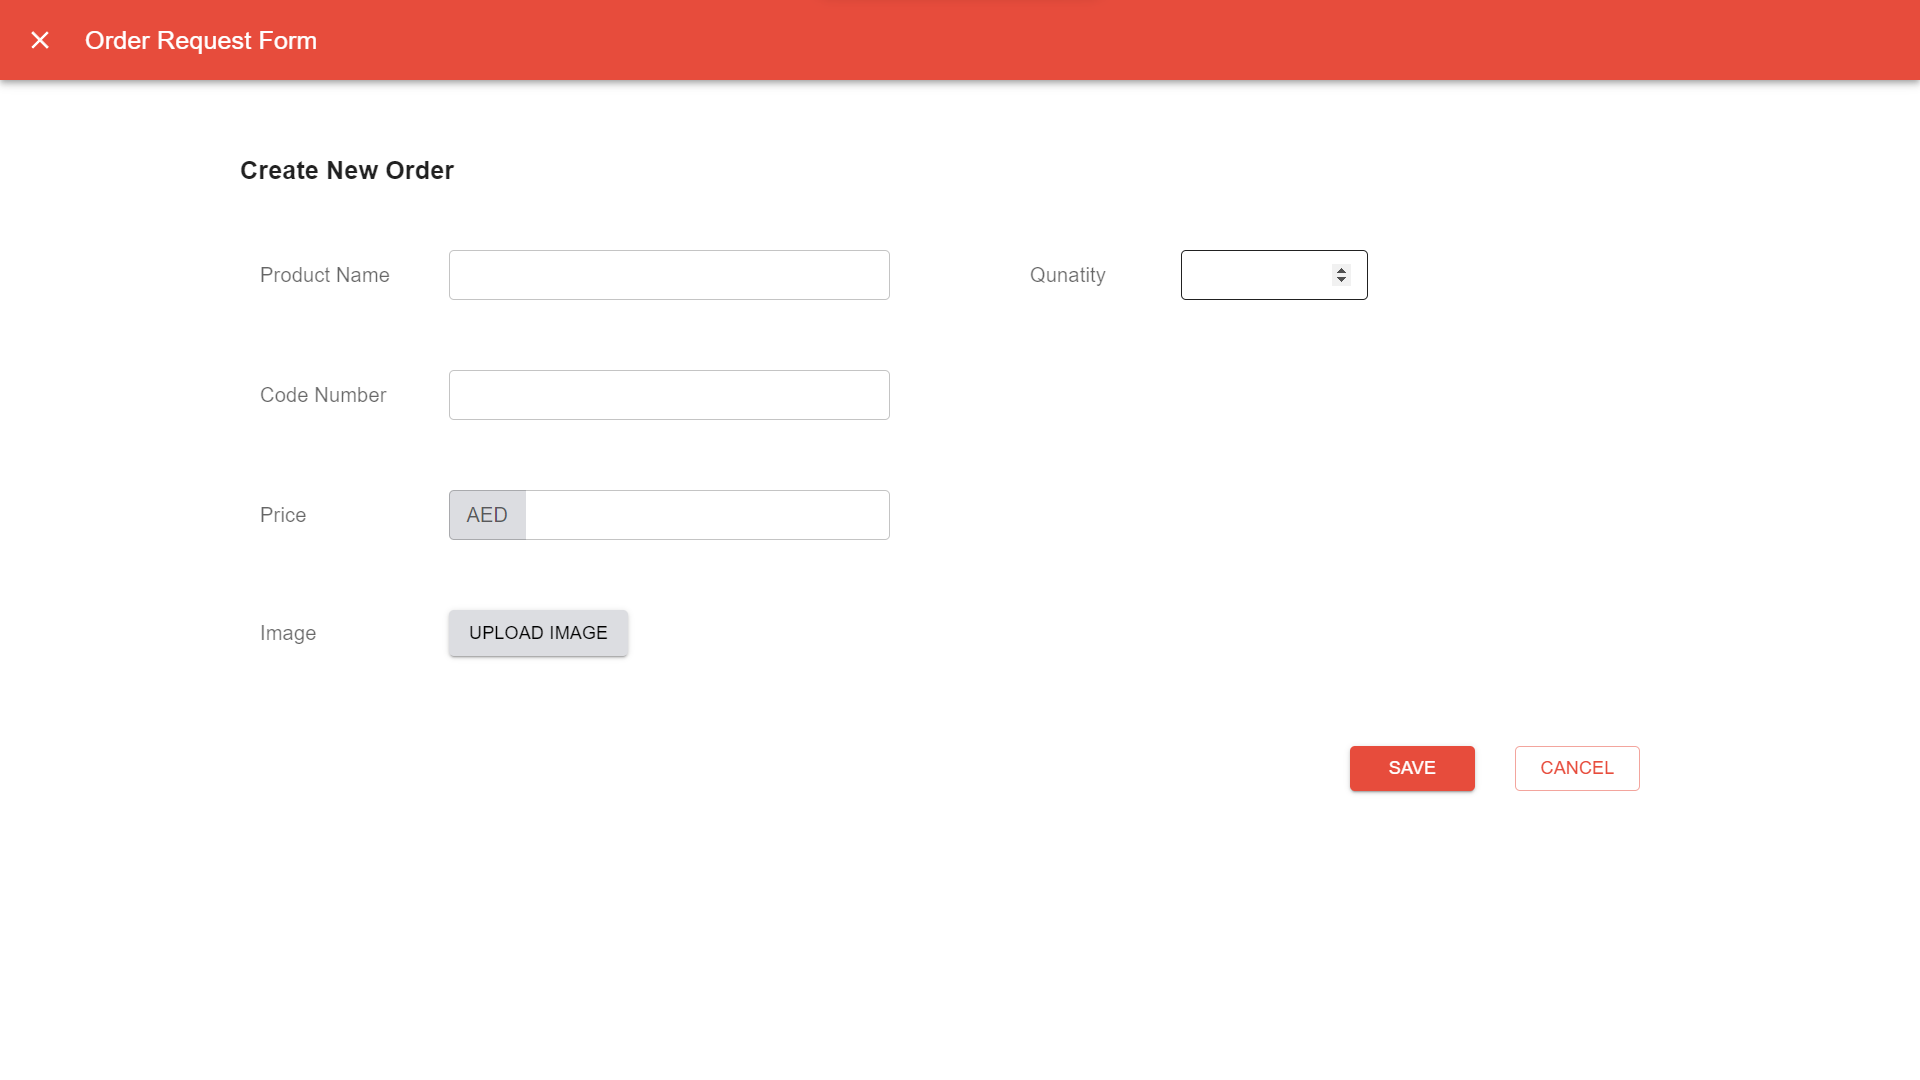 Order Request Form
Create New Order
Product Name
Qunatity
Code Number
Price
AED
Image
UPLOAD IMAGE
SAVE
CANCEL